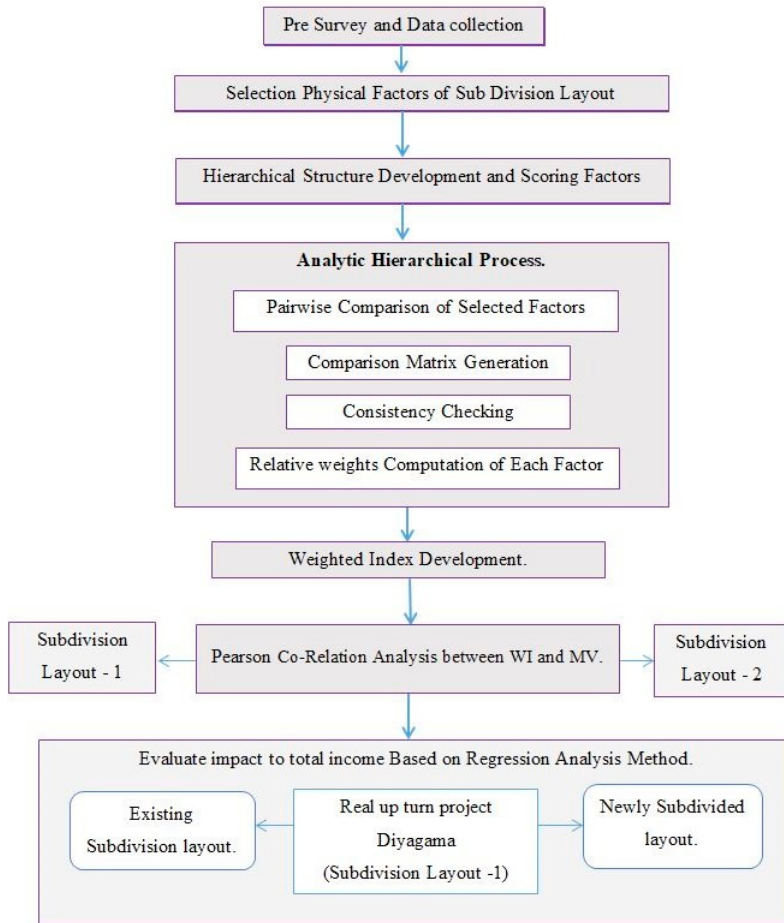 Pre Survey and Data collection
Selection Physical Factors of Sub Division Layout
Hierarchical Structure Development and Scoring Factors
Analytic Hierarchical Process.
Pairwise Comparison of Selected Factors
Comparison Matrix Generation
Consistency Checking
Relative weights Computation of Each Factor
Weighted Index Development.
Subdivision
Layout - 1
Pearson Co-Relation Analysis between WI and MV.
Subdivision
Layout - 2
Evaluate impact to total income Based on Regression Analysis Method.
Existing
Subdivision layout.
Real up turn project
Diyagama
(Subdivision Layout -1)
Newly Subdivided
layout.